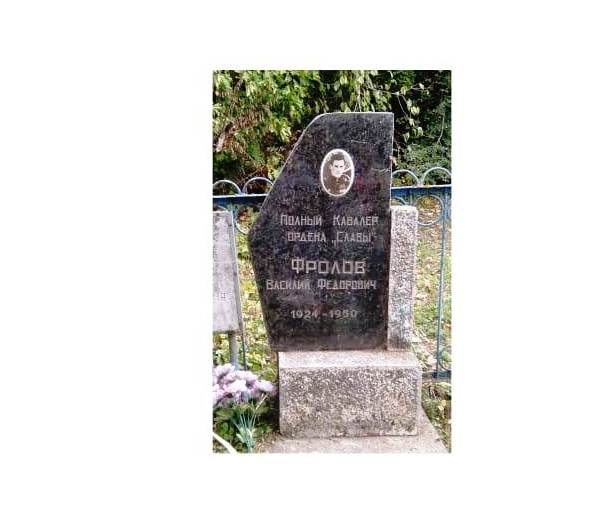 Полный Кавалер
ордена „Славы"
Фролов
Василий Федорович
1924-1950